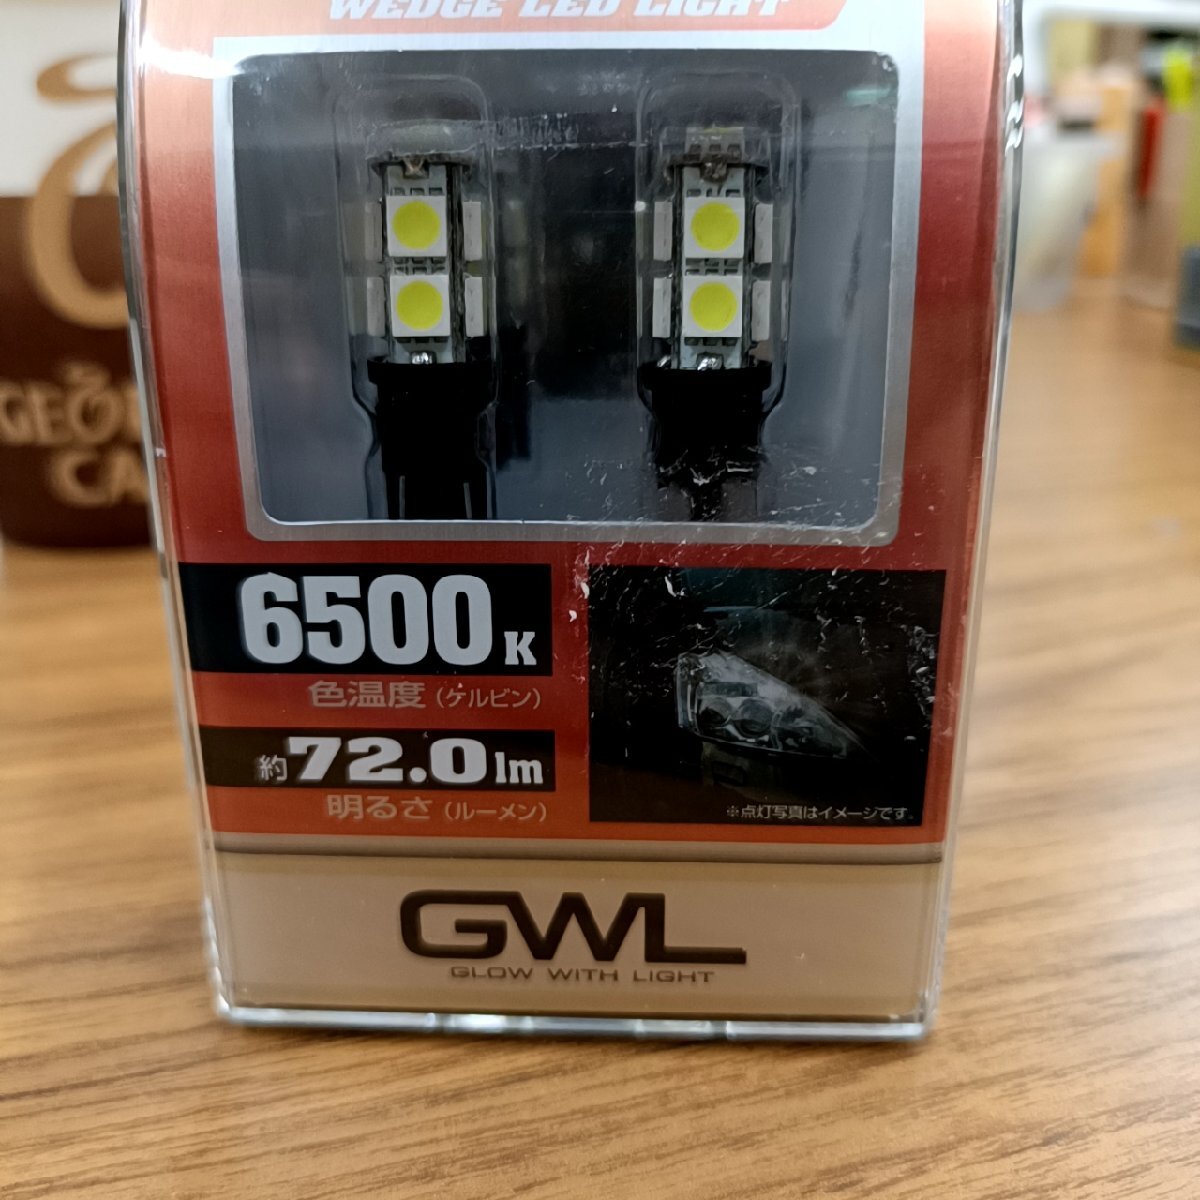 WEDGE LED LIGHT
6500K
色温度(ケルビン)
約72.0lm
明るさ(ルーメン)
※点灯写真はイメージです。
GWL
GLOW WITH LIGHT
CA